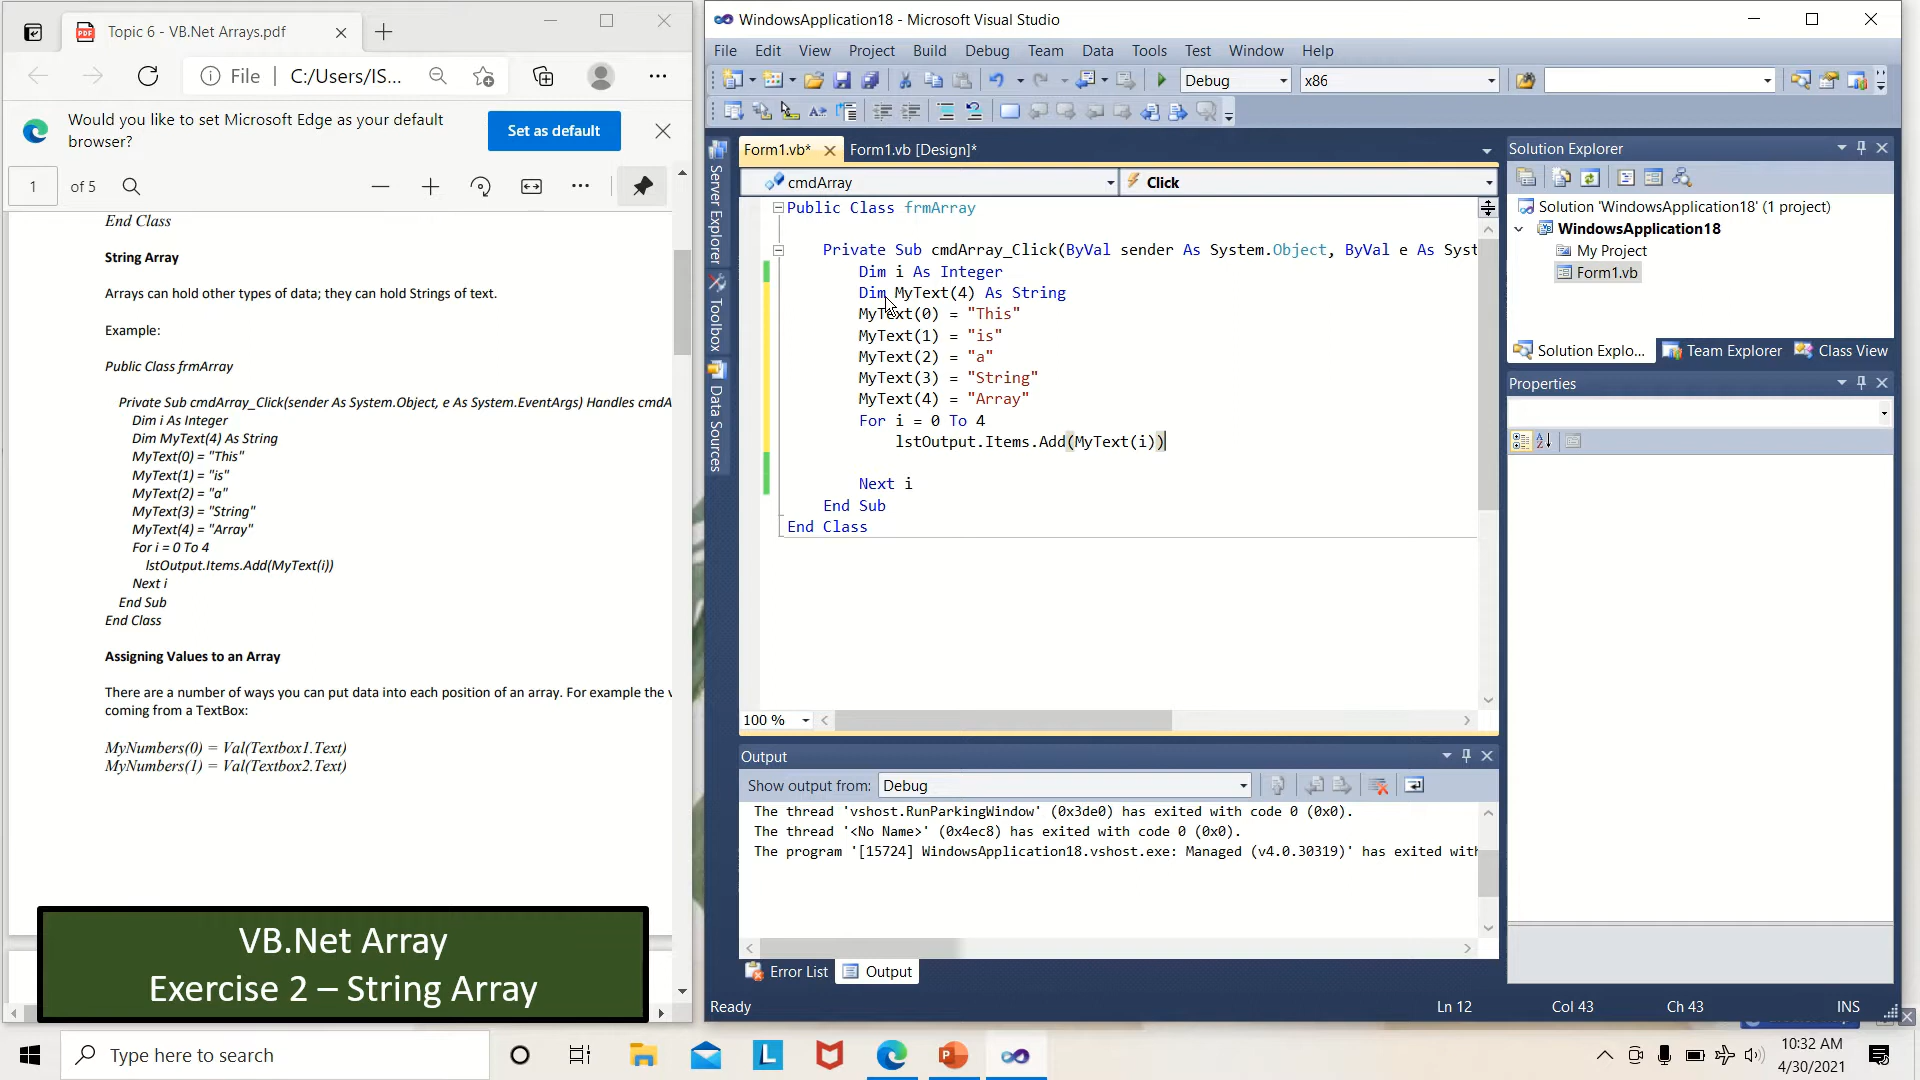 Topic 6 - VB.Net Arrays.pdf
File
C:/Users/IS...
Would you like to set Microsoft Edge as your default
browser?
Set as default
1
of 5
End Class
String Array
Arrays can hold other types of data; they can hold Strings of text.
Example:
Public Class frmArray
Private Sub cmdArray_Click(sender As System.Object, e As System.EventArgs) Handles cmdA
Dim i As Integer
Dim MyText(4) As String
MyText(0) = "This"
MyText(1) = "is"
MyText(2) = "a"
MyText(3) = "String"
MyText(4) = "Array"
For i = 0 To 4
lstOutput.Items.Add(MyText(i))
Next i
End Sub
End Class
Assigning Values to an Array
There are a number of ways you can put data into each position of an array. For example the v
coming from a TextBox:
MyNumbers(0) = Val(Textbox1.Text)
MyNumbers(1) = Val(Textbox2.Text)
VB.Net Array
Exercise 2 – String Array
WindowsApplication18 - Microsoft Visual Studio
File Edit View Project Build Debug Team Data Tools Test Window Help
Debug
x86
Server Explorer
Toolbox
Data Sources
Form1.vb*
Form1.vb [Design]*
cmdArray
Click
Public Class frmArray
Private Sub cmdArray_Click(ByVal sender As System.Object, ByVal e As Syst
Dim i As Integer
Dim MyText(4) As String
MyText(0) = "This"
MyText(1) = "is"
MyText(2) = "a"
MyText(3) = "String"
MyText(4) = "Array"
For i = 0 To 4
lstOutput.Items.Add(MyText(i))
Next i
End Sub
End Class
100 %
Output
Show output from: Debug
The thread 'vshost.RunParkingWindow' (0x3de0) has exited with code 0 (0x0).
The thread '<No Name>' (0x4ec8) has exited with code 0 (0x0).
The program '[15724] WindowsApplication18.vshost.exe: Managed (v4.0.30319)' has exited with
Error List
Output
Solution Explorer
Solution 'WindowsApplication18' (1 project)
WindowsApplication18
My Project
Form1.vb
Solution Explo...
Team Explorer
Class View
Properties
Ready
Ln 12
Col 43
Ch 43
INS
Type here to search
10:32 AM
4/30/2021